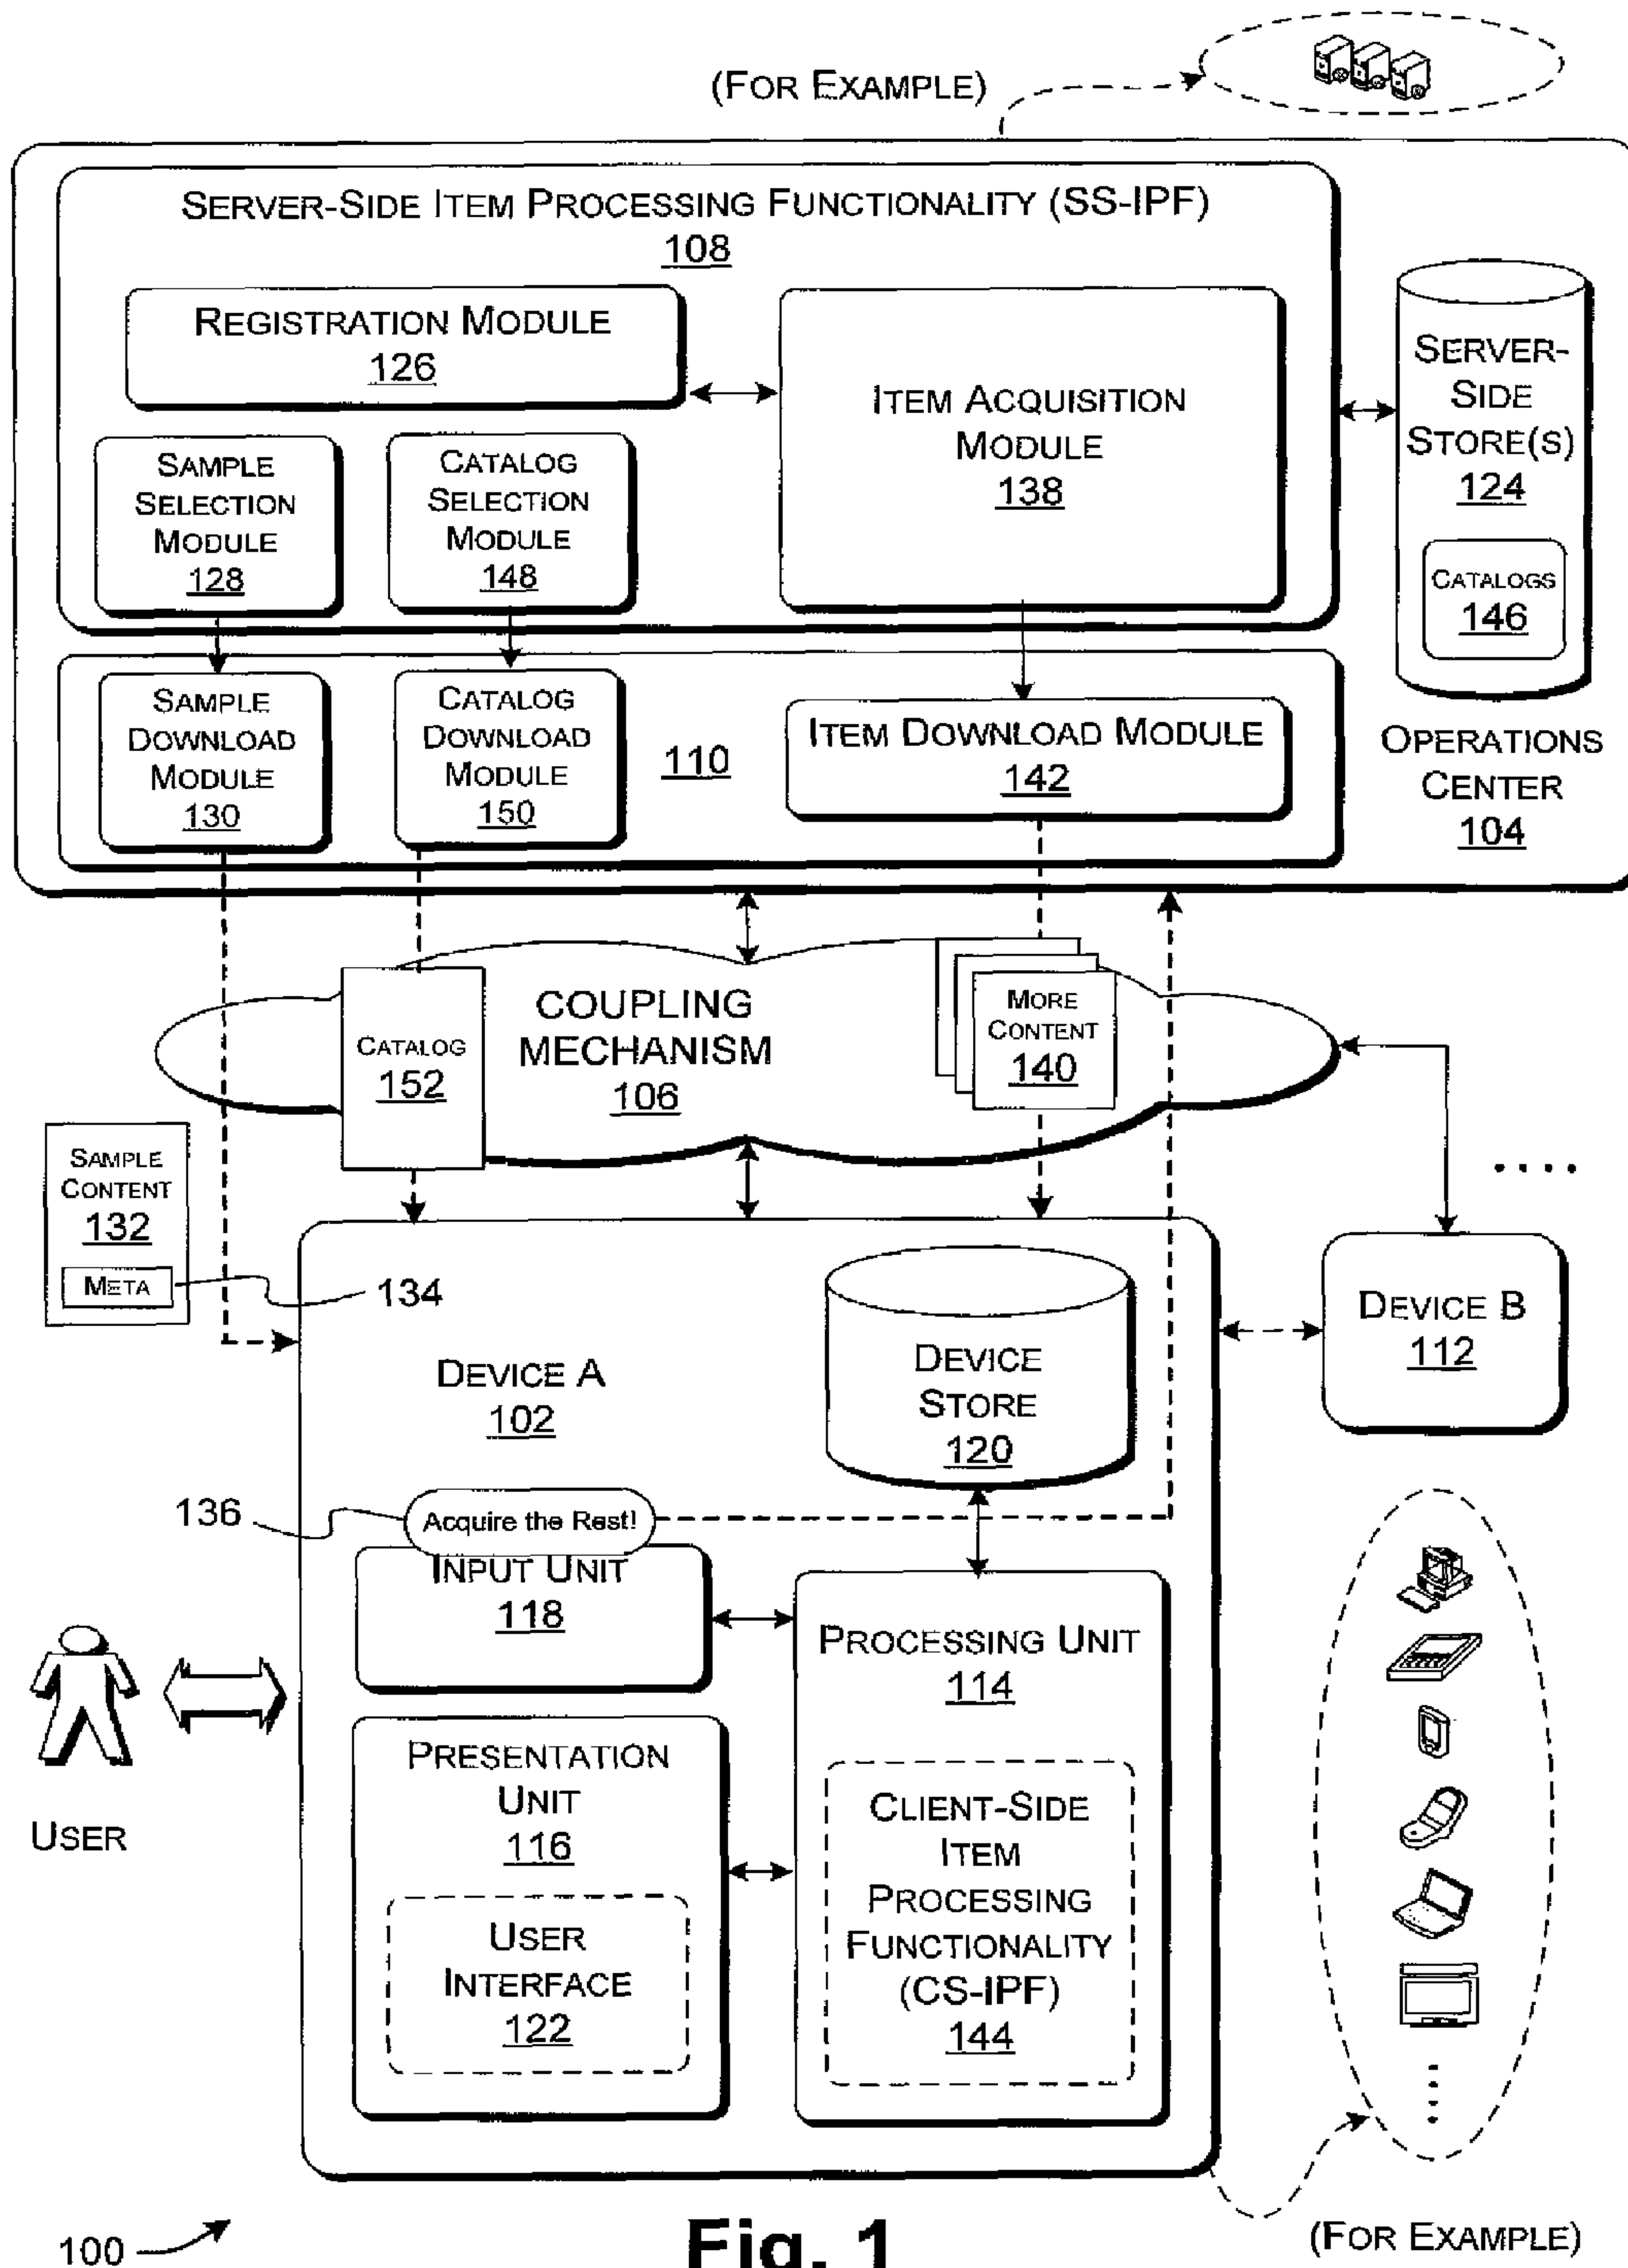 (FOR EXAMPLE)
SERVER-SIDE ITEM PROCESSING FUNCTIONALITY (SS-IPF)
108
REGISTRATION MODULE
126
ITEM ACQUISITION
MODULE
138
SAMPLE
SELECTION
MODULE
128
CATALOG
SELECTION
MODULE
148
SERVER-
SIDE
STORE(S)
124
CATALOGS
146
SAMPLE
DOWNLOAD
MODULE
130
CATALOG
DOWNLOAD
MODULE
150
110
ITEM DOWNLOAD MODULE
142
OPERATIONS
CENTER
104
CATALOG
152
COUPLING
MECHANISM
106
MORE
CONTENT
140
SAMPLE
CONTENT
132
META
134
....
DEVICE A
102
DEVICE
STORE
120
DEVICE B
112
136
Acquire the Rest!
INPUT UNIT
118
PROCESSING UNIT
114
USER
PRESENTATION
UNIT
116
USER
INTERFACE
122
CLIENT-SIDE
ITEM
PROCESSING
FUNCTIONALITY
(CS-IPF)
144
100
Fig. 1
(FOR EXAMPLE)